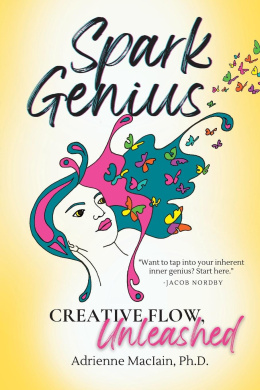 Spark
Genius
"Want to tap into your inherent
inner genius? Start here."
-JACOB NORDBY
CREATIVE FLOW
Unleashed
Adrienne MacIain, Ph.D.